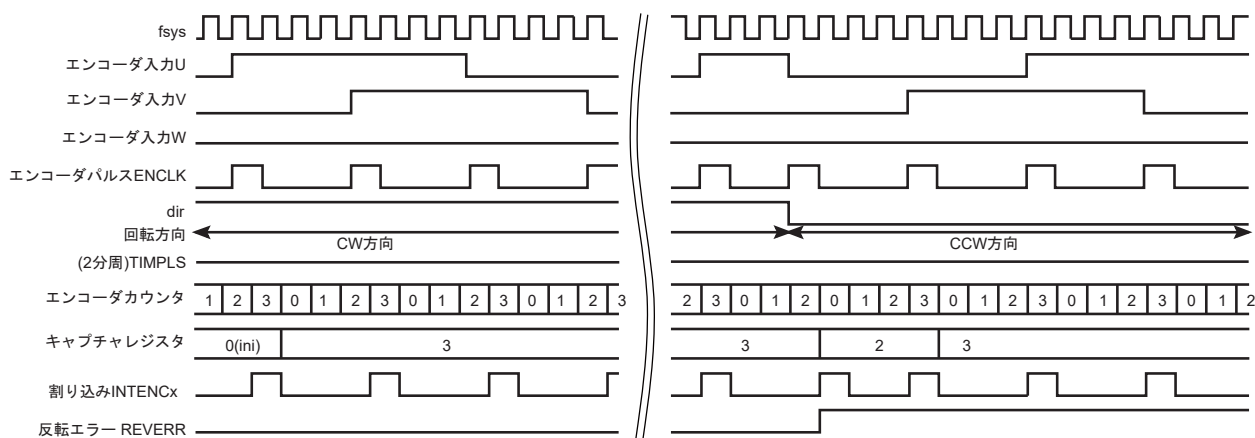 fsys
エンコーダ入力U
エンコーダ入力V
エンコーダ入力W
エンコーダパルスENCLK
dir
回転方向
CW方向 CCW方向
(2分周)TIMPLS
エンコーダカウンタ 1 2 3 0 1 2 3 0 1 2 3 0 1 2 3 2 3 0 1 2 0 1 2 3 0 1 2 3 0 1 2 3 0 1 2
キャプチャレジスタ 0(ini) 3 3 2 3
割り込みINTENCx
反転エラー REVERR